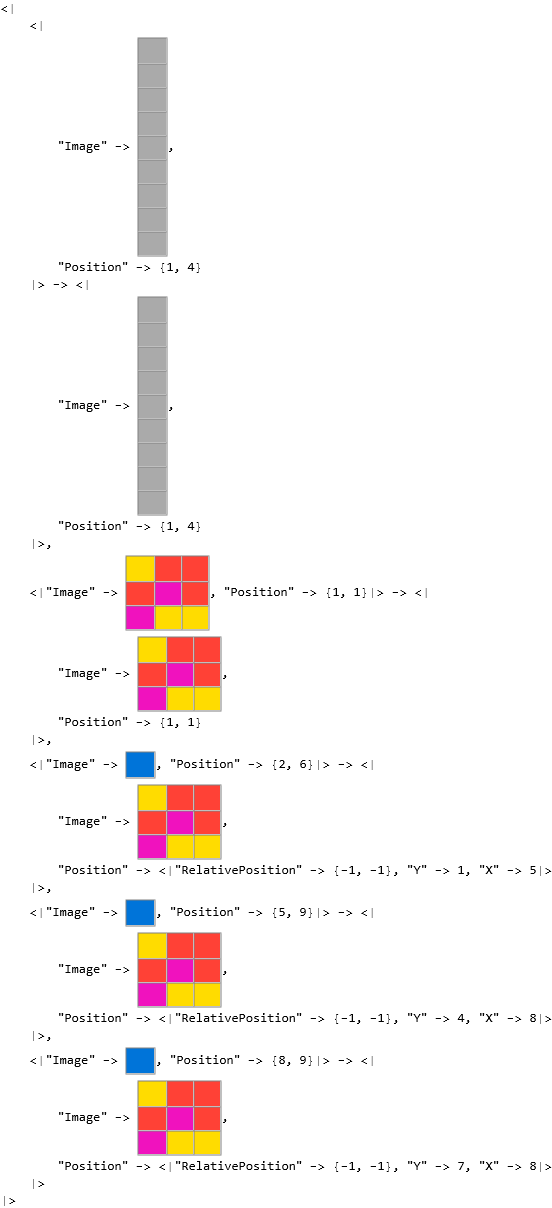 <|
<|
"Image" -> ,
"Position" -> {1, 4}
|> -> <|
"Image" -> ,
"Position" -> {1, 4}
|>,
<|"Image" -> , "Position" -> {1, 1}|> -> <|
"Image" -> ,
"Position" -> {1, 1}
|>,
<|"Image" -> , "Position" -> {2, 6}|> -> <|
"Image" -> ,
"Position" -> <|"RelativePosition" -> {-1, -1}, "Y" -> 1, "X" -> 5|>
|>,
<|"Image" -> , "Position" -> {5, 9}|> -> <|
"Image" -> ,
"Position" -> <|"RelativePosition" -> {-1, -1}, "Y" -> 4, "X" -> 8|>
|>,
<|"Image" -> , "Position" -> {8, 9}|> -> <|
"Image" -> ,
"Position" -> <|"RelativePosition" -> {-1, -1}, "Y" -> 7, "X" -> 8|>
|>
|>